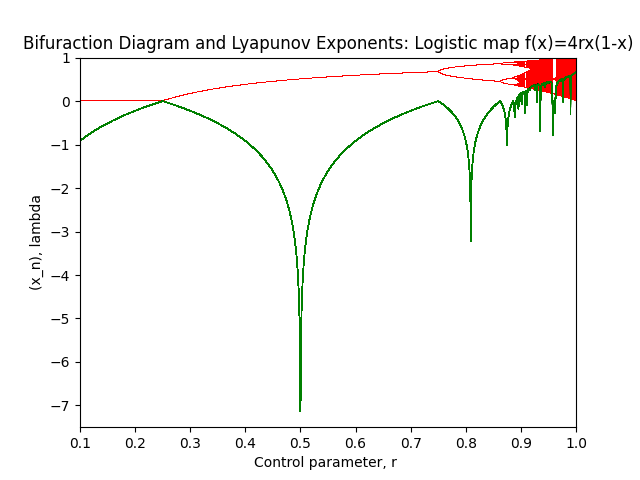 Bifuraction Diagram and Lyapunov Exponents: Logistic map f(x)=4rx(1-x)
1
0
−1
−2
−3
−4
−5
−6
−7
(x_n), lambda
0.1 0.2 0.3 0.4 0.5 0.6 0.7 0.8 0.9 1.0
Control parameter, r